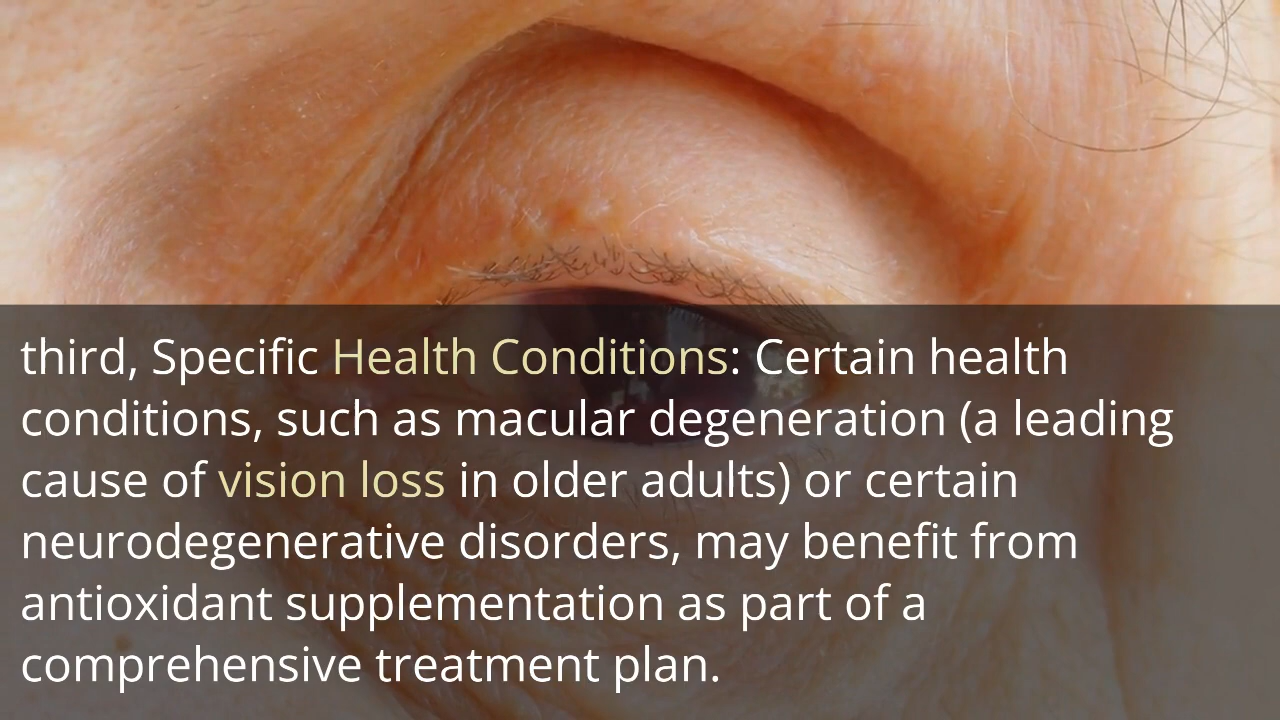 third, Specific Health Conditions: Certain health
conditions, such as macular degeneration (a leading
cause of vision loss in older adults) or certain
neurodegenerative disorders, may benefit from
antioxidant supplementation as part of a
comprehensive treatment plan.